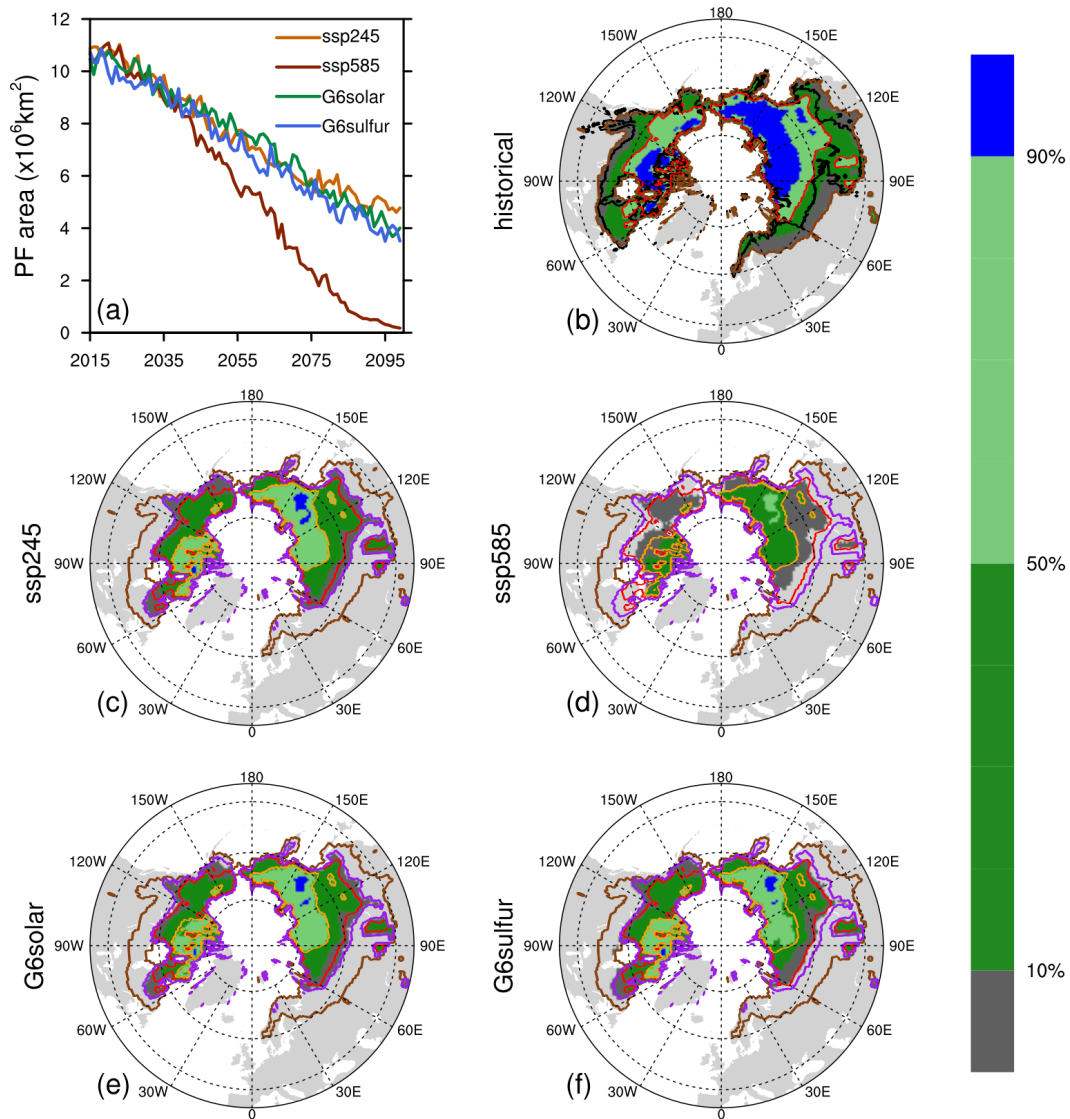 PF area (x10⁶km²)
12
10
8
6
4
2
0
2015
2035
2055
2075
2095
ssp245
ssp585
G6solar
G6sulfur
(a)
historical
180
150W
150E
120W
120E
90W
90E
60W
60E
30W
30E
0
(b)
90%
50%
10%
ssp245
180
150W
150E
120W
120E
90W
90E
60W
60E
30W
30E
0
(c)
ssp585
180
150W
150E
120W
120E
90W
90E
60W
60E
30W
30E
0
(d)
G6solar
180
150W
150E
120W
120E
90W
90E
60W
60E
30W
30E
0
(e)
G6sulfur
180
150W
150E
120W
120E
90W
90E
60W
60E
30W
30E
0
(f)